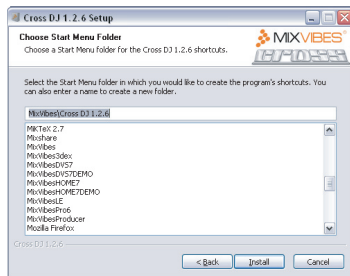 Cross DJ 1.2.6 Setup
Choose Start Menu Folder
Choose a Start Menu folder for the Cross DJ 1.2.6 shortcuts.
MIXVIBES
CROSS
Select the Start Menu folder in which you would like to create the program's shortcuts. You
can also enter a name to create a new folder.
MixVibes\Cross DJ 1.2.6
MiKTeX 2.7
Mixshare
MixVibes
MixVibes3dex
MixVibesDVS7
MixVibesDVS7DEMO
MixVibesHOME7
MixVibesHOME7DEMO
MixVibesLE
MixVibesPro6
MixVibesProducer
Mozilla Firefox
Cross DJ 1.2.6
< Back
Install
Cancel